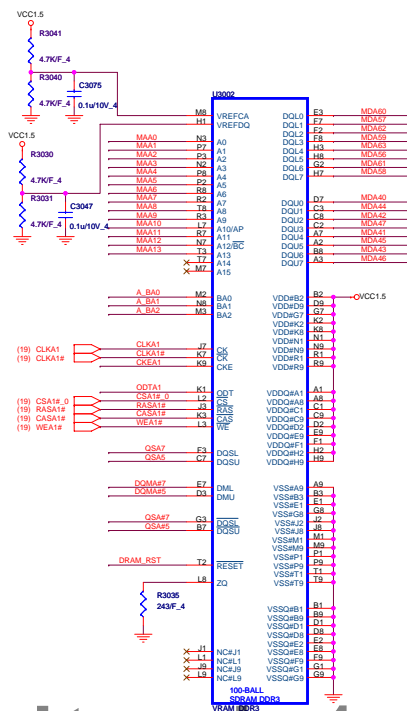 VCC1.5
R3041
4.7K/F_4
R3040
4.7K/F_4
C3075
0.1u/10V_4
VCC1.5
R3030
4.7K/F_4
R3031
4.7K/F_4
C3047
0.1u/10V_4
U3002
M8 VREFCA
H1 VREFDQ
MAA0 N3 A0
MAA1 P7 A1
MAA2 P3 A2
MAA3 N2 A3
MAA4 P8 A4
MAA5 P2 A5
MAA6 R8 A6
MAA7 R2 A7
MAA8 T8 A8
MAA9 R3 A9
MAA10 L7 A10/AP
MAA11 R7 A11
MAA12 N7 A12/BC
MAA13 T3 A13
T7 A14
M7 A15
A_BA0 M2 BA0
A_BA1 N8 BA1
A_BA2 M3 BA2
(19) CLKA1 CLKA1 J7 CK
(19) CLKA1# CLKA1# K7 CK
CKEA1 K9 CKE
ODTA1 K1 ODT
(19) CSA1#_0 CSA1#_0 L2 CS
(19) RASA1# RASA1# J3 RAS
(19) CASA1# CASA1# K3 CAS
(19) WEA1# WEA1# L3 WE
QSA7 F3 DQSL
QSA5 C7 DQSU
DQMA#7 E7 DML
DQMA#5 D3 DMU
QSA#7 G3 DQSL
QSA#5 B7 DQSU
DRAM_RST T2 RESET
L8 ZQ
R3035
243/F_4
J1 NC#J1
L1 NC#L1
J9 NC#J9
L9 NC#L9
DQL0 E3 MDA60
DQL1 F7 MDA57
DQL2 F2 MDA62
DQL3 F8 MDA59
DQL4 H3 MDA63
DQL5 H8 MDA56
DQL6 G2 MDA61
DQL7 H7 MDA58
DQU0 D7 MDA40
DQU1 C3 MDA44
DQU2 C8 MDA42
DQU3 C2 MDA47
DQU4 A7 MDA41
DQU5 A2 MDA45
DQU6 B8 MDA43
DQU7 A3 MDA46
VDD#B2 B2 VCC1.5
VDD#D9 D9
VDD#G7 G7
VDD#K2 K2
VDD#K8 K8
VDD#N1 N1
VDD#N9 N9
VDD#R1 R1
VDD#R9 R9
VDDQ#A1 A1
VDDQ#A8 A8
VDDQ#C1 C1
VDDQ#C9 C9
VDDQ#D2 D2
VDDQ#E9 E9
VDDQ#F1 F1
VDDQ#H2 H2
VDDQ#H9 H9
VSS#A9 A9
VSS#B3 B3
VSS#E1 E1
VSS#G8 G8
VSS#J2 J2
VSS#J8 J8
VSS#M1 M1
VSS#M9 M9
VSS#P1 P1
VSS#P9 P9
VSS#T1 T1
VSS#T9 T9
VSSQ#B1 B1
VSSQ#B9 B9
VSSQ#D1 D1
VSSQ#D8 D8
VSSQ#E2 E2
VSSQ#E8 E8
VSSQ#F9 F9
VSSQ#G1 G1
VSSQ#G9 G9
100-BALL
SDRAM DDR3